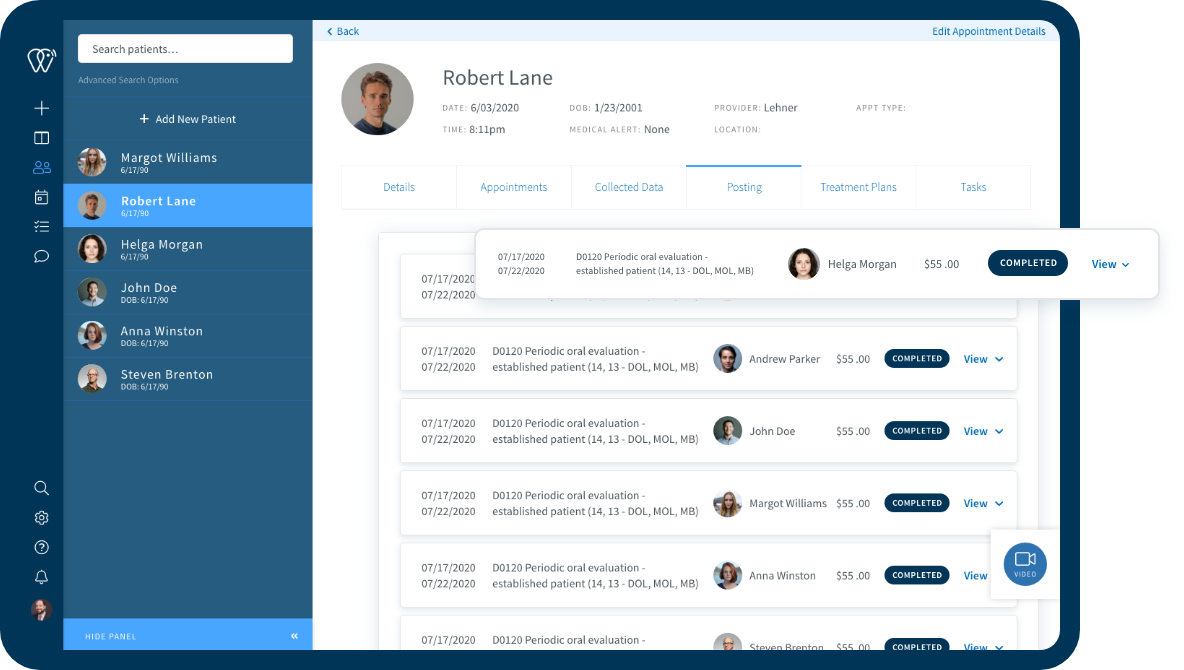 Back
Edit Appointment Details
Search patients...
Advanced Search Options
+ Add New Patient
Margot Williams
6/17/90
Robert Lane
6/17/90
Helga Morgan
6/17/90
John Doe
DOB: 6/17/90
Anna Winston
DOB: 6/17/90
Steven Brenton
DOB: 6/17/90
HIDE PANEL «
Robert Lane
DATE: 6/03/2020 DOB: 1/23/2001 PROVIDER: Lehner APPT TYPE:
TIME: 8:11pm MEDICAL ALERT: None LOCATION:
Details Appointments Collected Data Posting Treatment Plans Tasks
07/17/2020 D0120 Periodic oral evaluation -
07/22/2020 established patient (14, 13 - DOL, MOL, MB) Helga Morgan $55 .00 COMPLETED View
07/17/2020
07/22/2020
07/17/2020 D0120 Periodic oral evaluation -
07/22/2020 established patient (14, 13 - DOL, MOL, MB) Andrew Parker $55 .00 COMPLETED View
07/17/2020 D0120 Periodic oral evaluation -
07/22/2020 established patient (14, 13 - DOL, MOL, MB) John Doe $55 .00 COMPLETED View
07/17/2020 D0120 Periodic oral evaluation -
07/22/2020 established patient (14, 13 - DOL, MOL, MB) Margot Williams $55 .00 COMPLETED View
07/17/2020 D0120 Periodic oral evaluation -
07/22/2020 established patient (14, 13 - DOL, MOL, MB) Anna Winston $55 .00 COMPLETED View
VIDEO
07/17/2020 D0120 Periodic oral evaluation -
Steven Brenton $55 .00 COMPLETED View